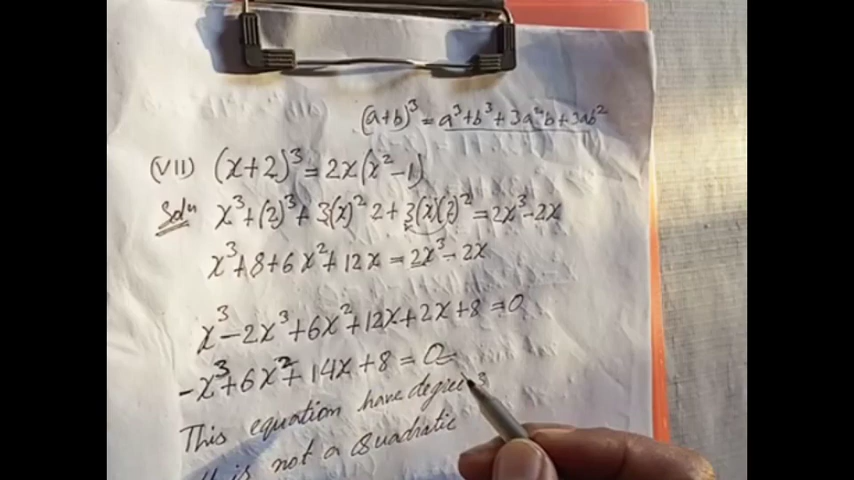 (a+b)³ = a³+b³+3a²b+3ab²
(VII) (x+2)³ = 2x(x²-1)
Solⁿ x³+(2)³+3(x)²2+3(x)(2)² = 2x³-2x
x³+8+6x²+12x = 2x³-2x
x³-2x³+6x²+12x+2x+8 = 0
-x³+6x²+14x+8 = 0
This equation have degree 3
is not a Quadratic